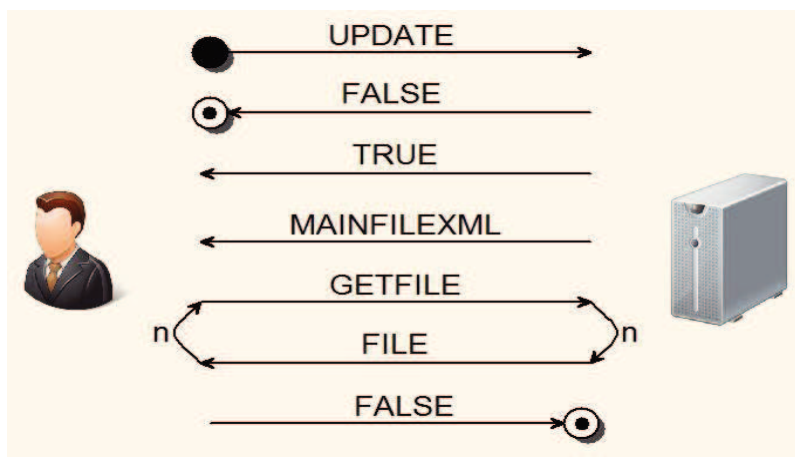 UPDATE
FALSE
TRUE
MAINFILEXML
GETFILE
n
n
FILE
FALSE